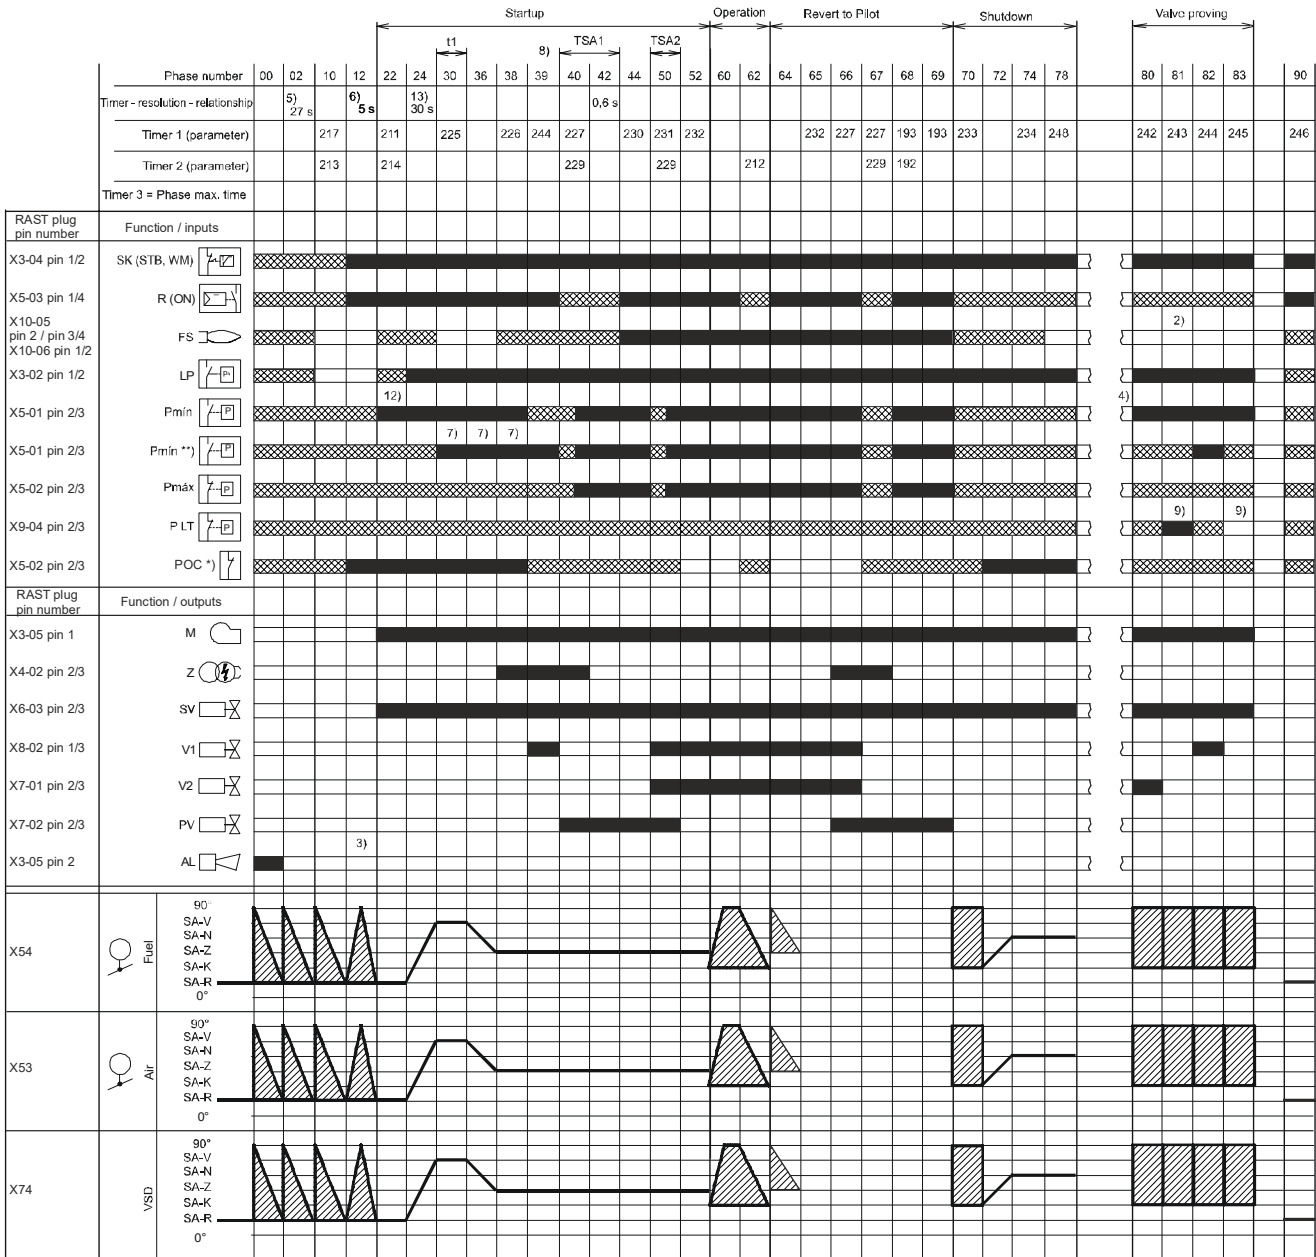 Startup Operation Revert to Pilot Shutdown Valve proving
t1 8) TSA1 TSA2
Phase number 00 02 10 12 22 24 30 36 38 39 40 42 44 50 52 60 62 64 65 66 67 68 69 70 72 74 78 80 81 82 83 90
Timer - resolution - relationship 5) 27 s 6) 5 s 13) 30 s 0,6 s
Timer 1 (parameter) 217 211 225 226 244 227 230 231 232 232 227 227 193 193 233 234 248 242 243 244 245 246
Timer 2 (parameter) 213 214 229 229 212 229 192
Timer 3 = Phase max. time
RAST plug
pin number
Function / inputs
X3-04 pin 1/2 SK (STB, WM)
X5-03 pin 1/4 R (ON)
2)
X10-05
pin 2 / pin 3/4 FS
X10-06 pin 1/2
X3-02 pin 1/2 LP
12) 4)
X5-01 pin 2/3 Pmín P
7) 7) 7)
X5-01 pin 2/3 Pmín **) P
X5-02 pin 2/3 Pmáx P
9) 9)
X9-04 pin 2/3 P LT P
X5-02 pin 2/3 POC *)
RAST plug
pin number
Function / outputs
X3-05 pin 1 M
X4-02 pin 2/3 Z
X6-03 pin 2/3 SV
X8-02 pin 1/3 V1
X7-01 pin 2/3 V2
X7-02 pin 2/3 PV
3)
X3-05 pin 2 AL
X54
Fuel
90°
SA-V
SA-N
SA-Z
SA-K
SA-R
0°
X53
Air
90°
SA-V
SA-N
SA-Z
SA-K
SA-R
0°
X74
VSD
90°
SA-V
SA-N
SA-Z
SA-K
SA-R
0°